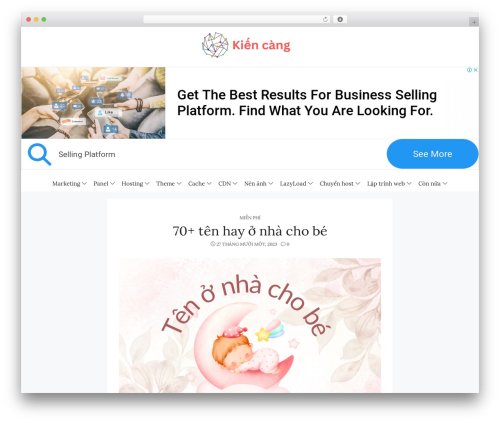 Kiến càng
Get The Best Results For Business Selling
Platform. Find What You Are Looking For.
Selling Platform
See More
Marketing Panel Hosting Theme Cache CDN Nén ảnh LazyLoad Chuyển host Lập trình web Còn nữa
MIỄN PHÍ
70+ tên hay ở nhà cho bé
27 THÁNG MƯỜI MỘT, 2023 0
Tên ở nhà cho bé